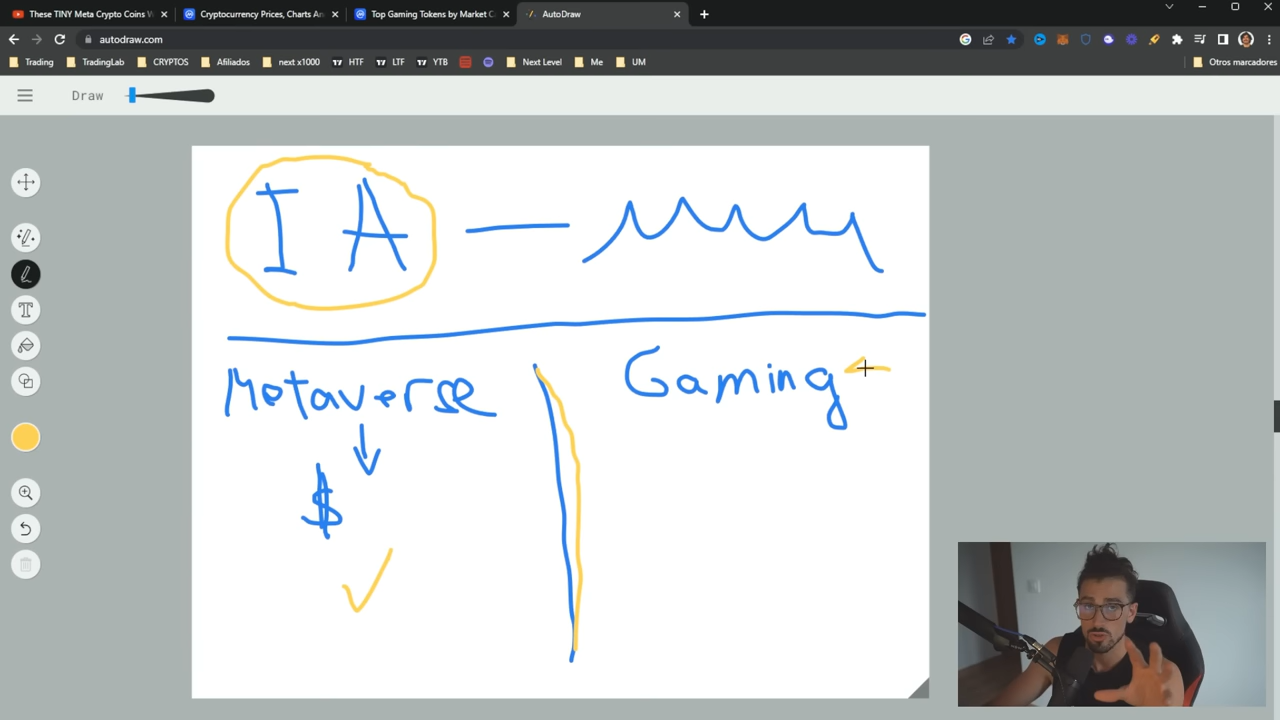 These TINY Meta Crypto Coins W
Cryptocurrency Prices, Charts An
Top Gaming Tokens by Market C
AutoDraw
autodraw.com
Trading
TradingLab
CRYPTOS
Afiliados
next x1000
HTF
LTF
YTB
Next Level
Me
UM
Otros marcadores
Draw
I A
Metaverse
Gaming
$